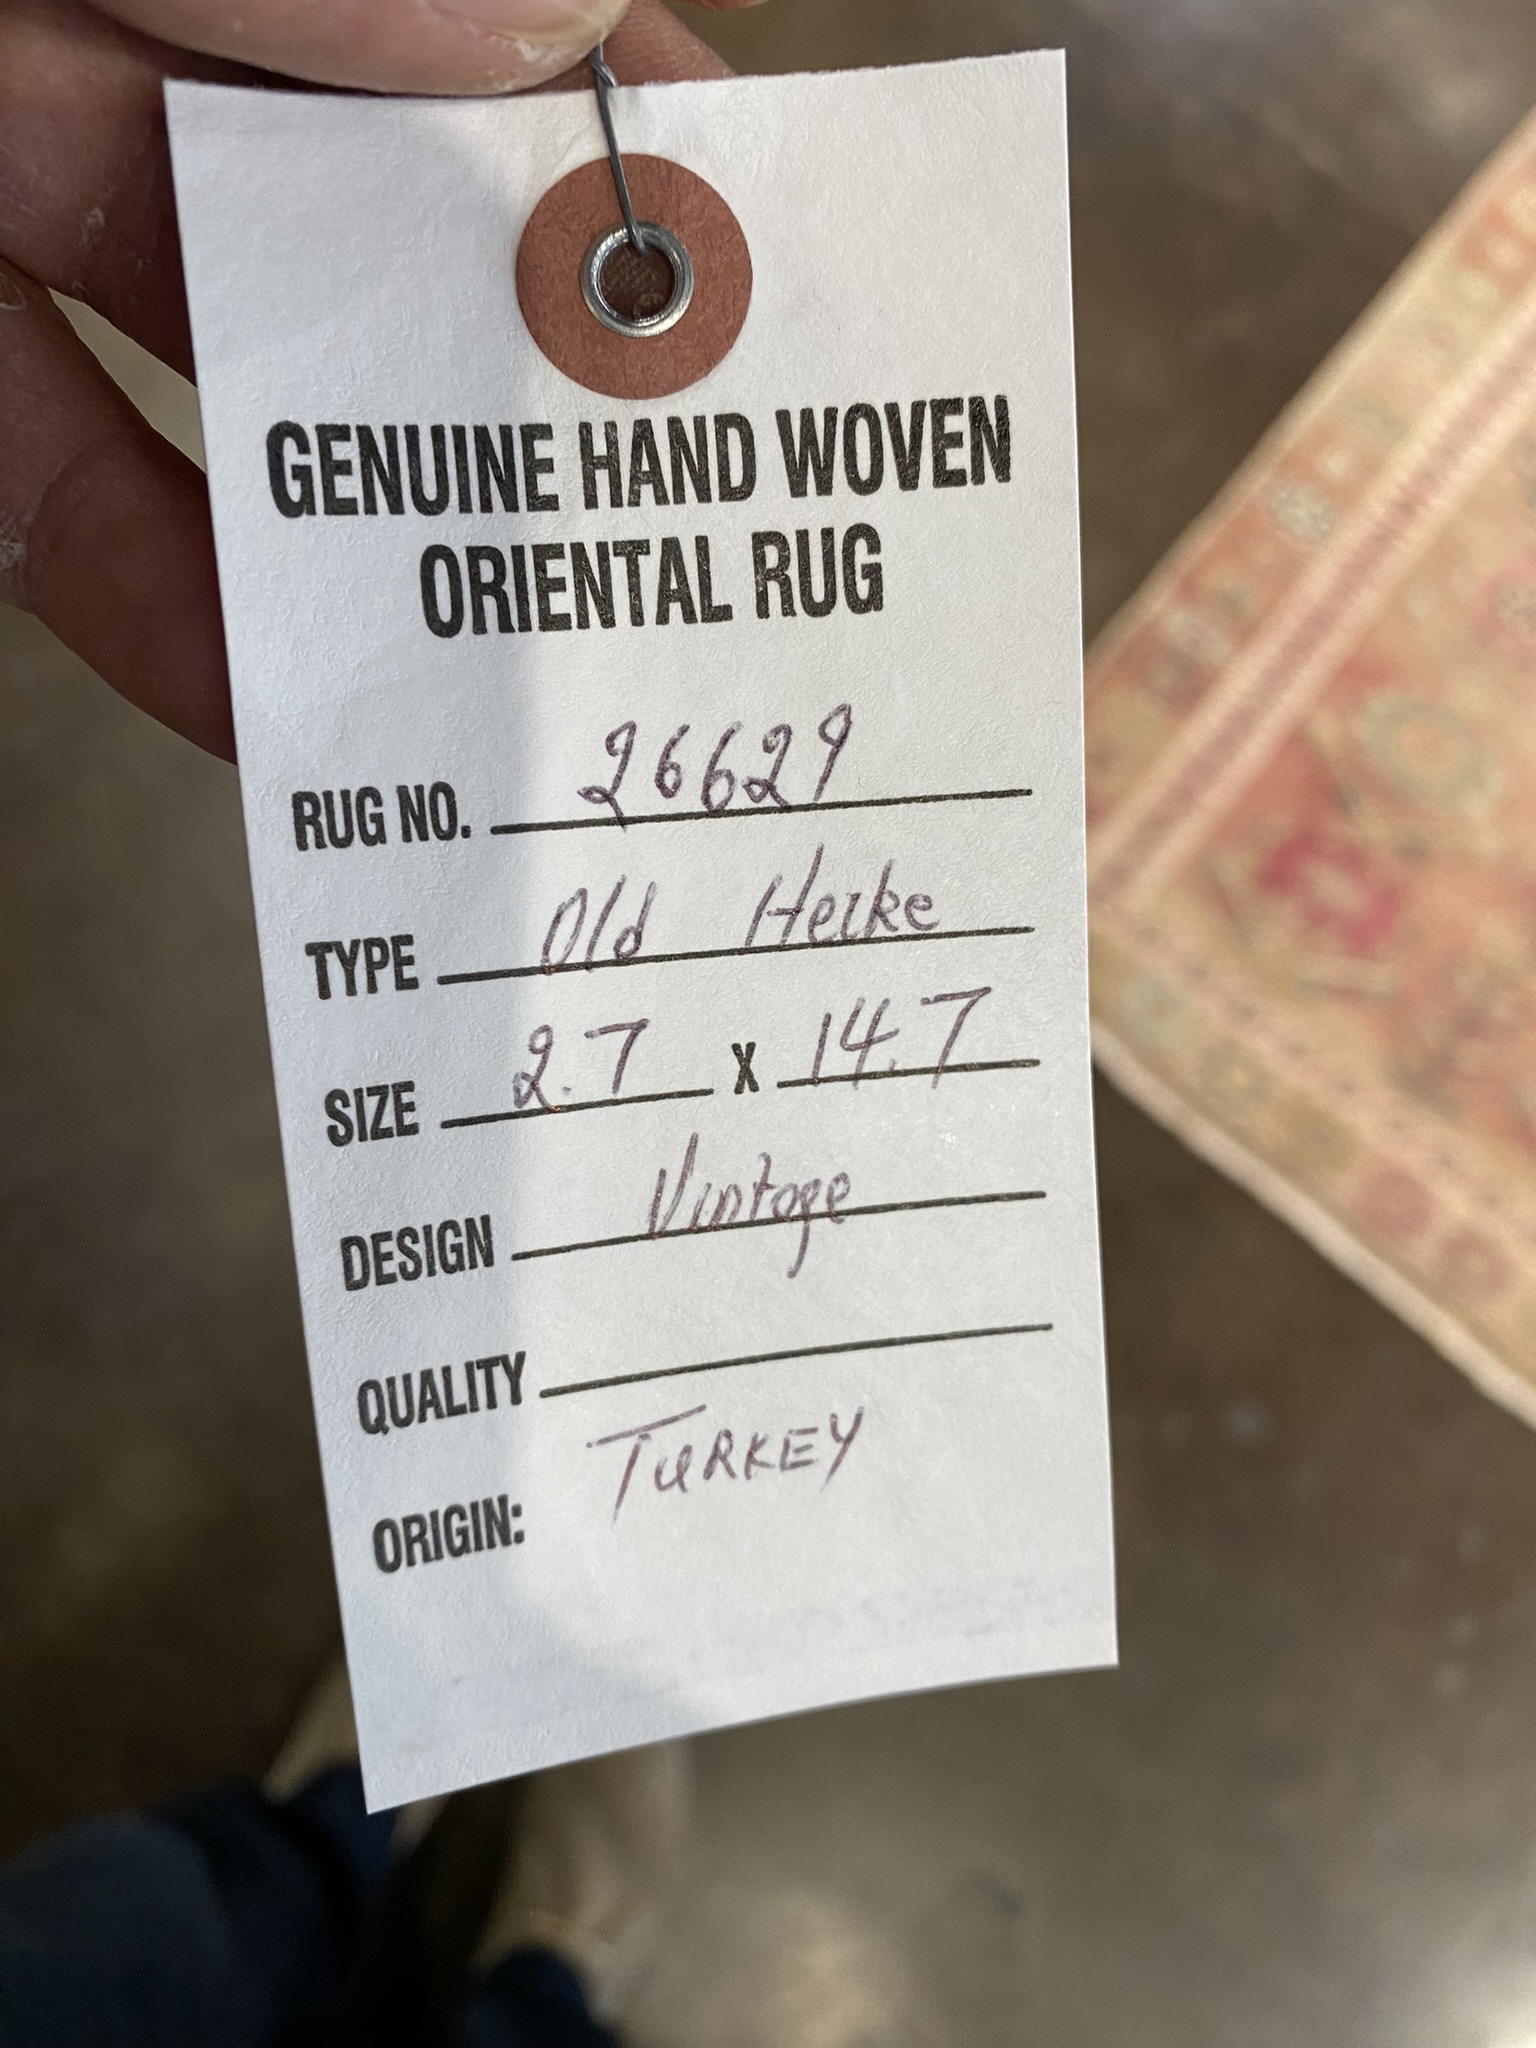 GENUINE HAND WOVEN
ORIENTAL RUG
RUG NO. 26629
TYPE Old Herke
SIZE 2.7 X 14.7
DESIGN Vintage
QUALITY
ORIGIN: TURKEY